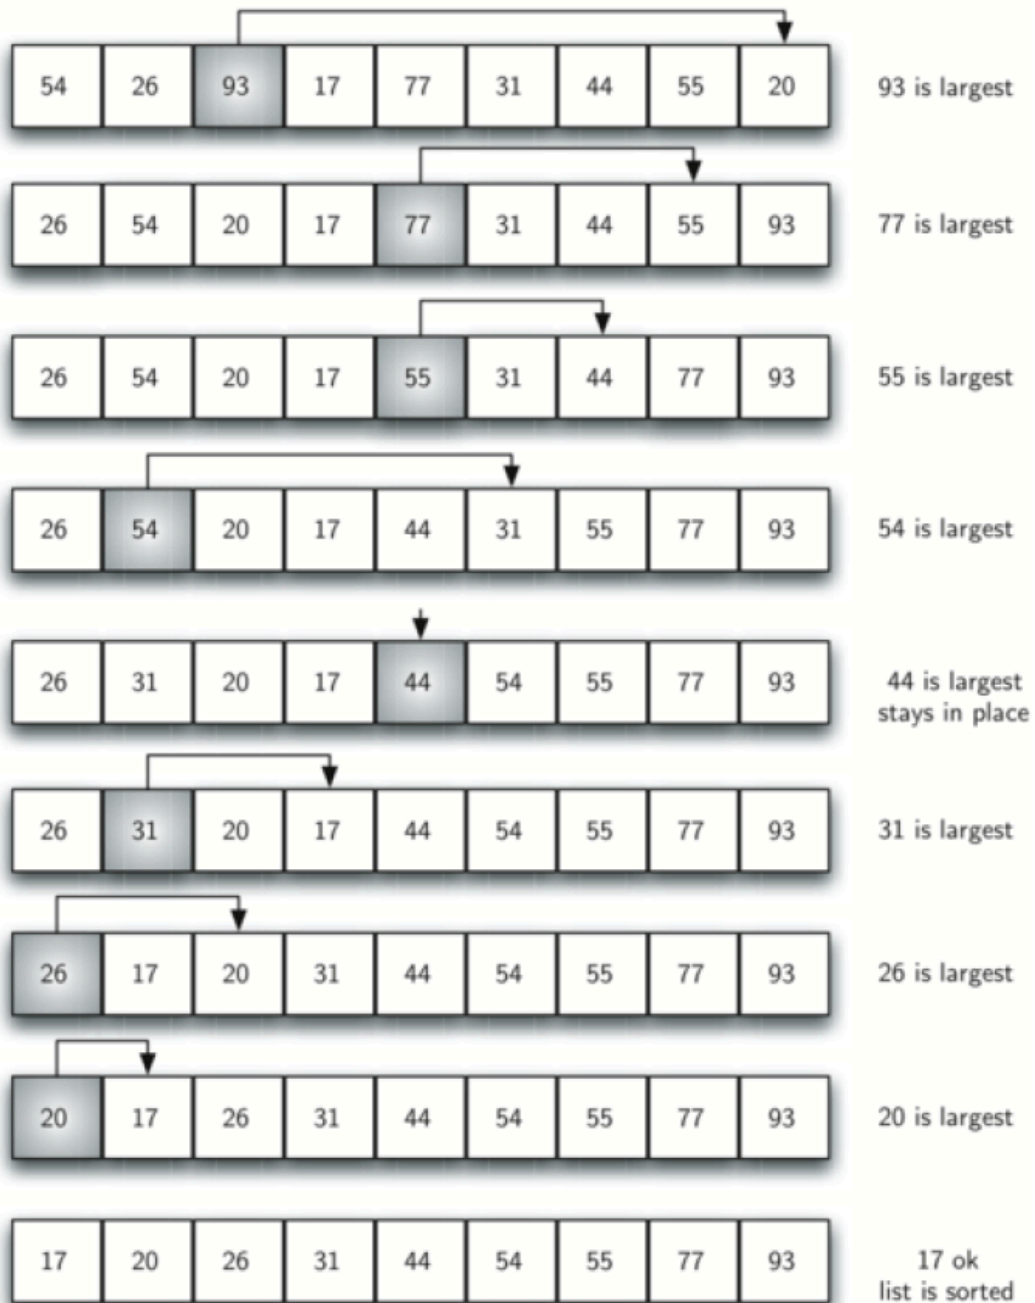 54 26 93 17 77 31 44 55 20 93 is largest
26 54 20 17 77 31 44 55 93 77 is largest
26 54 20 17 55 31 44 77 93 55 is largest
26 54 20 17 44 31 55 77 93 54 is largest
26 31 20 17 44 54 55 77 93 44 is largest
stays in place
26 31 20 17 44 54 55 77 93 31 is largest
26 17 20 31 44 54 55 77 93 26 is largest
20 17 26 31 44 54 55 77 93 20 is largest
17 20 26 31 44 54 55 77 93 17 ok
list is sorted